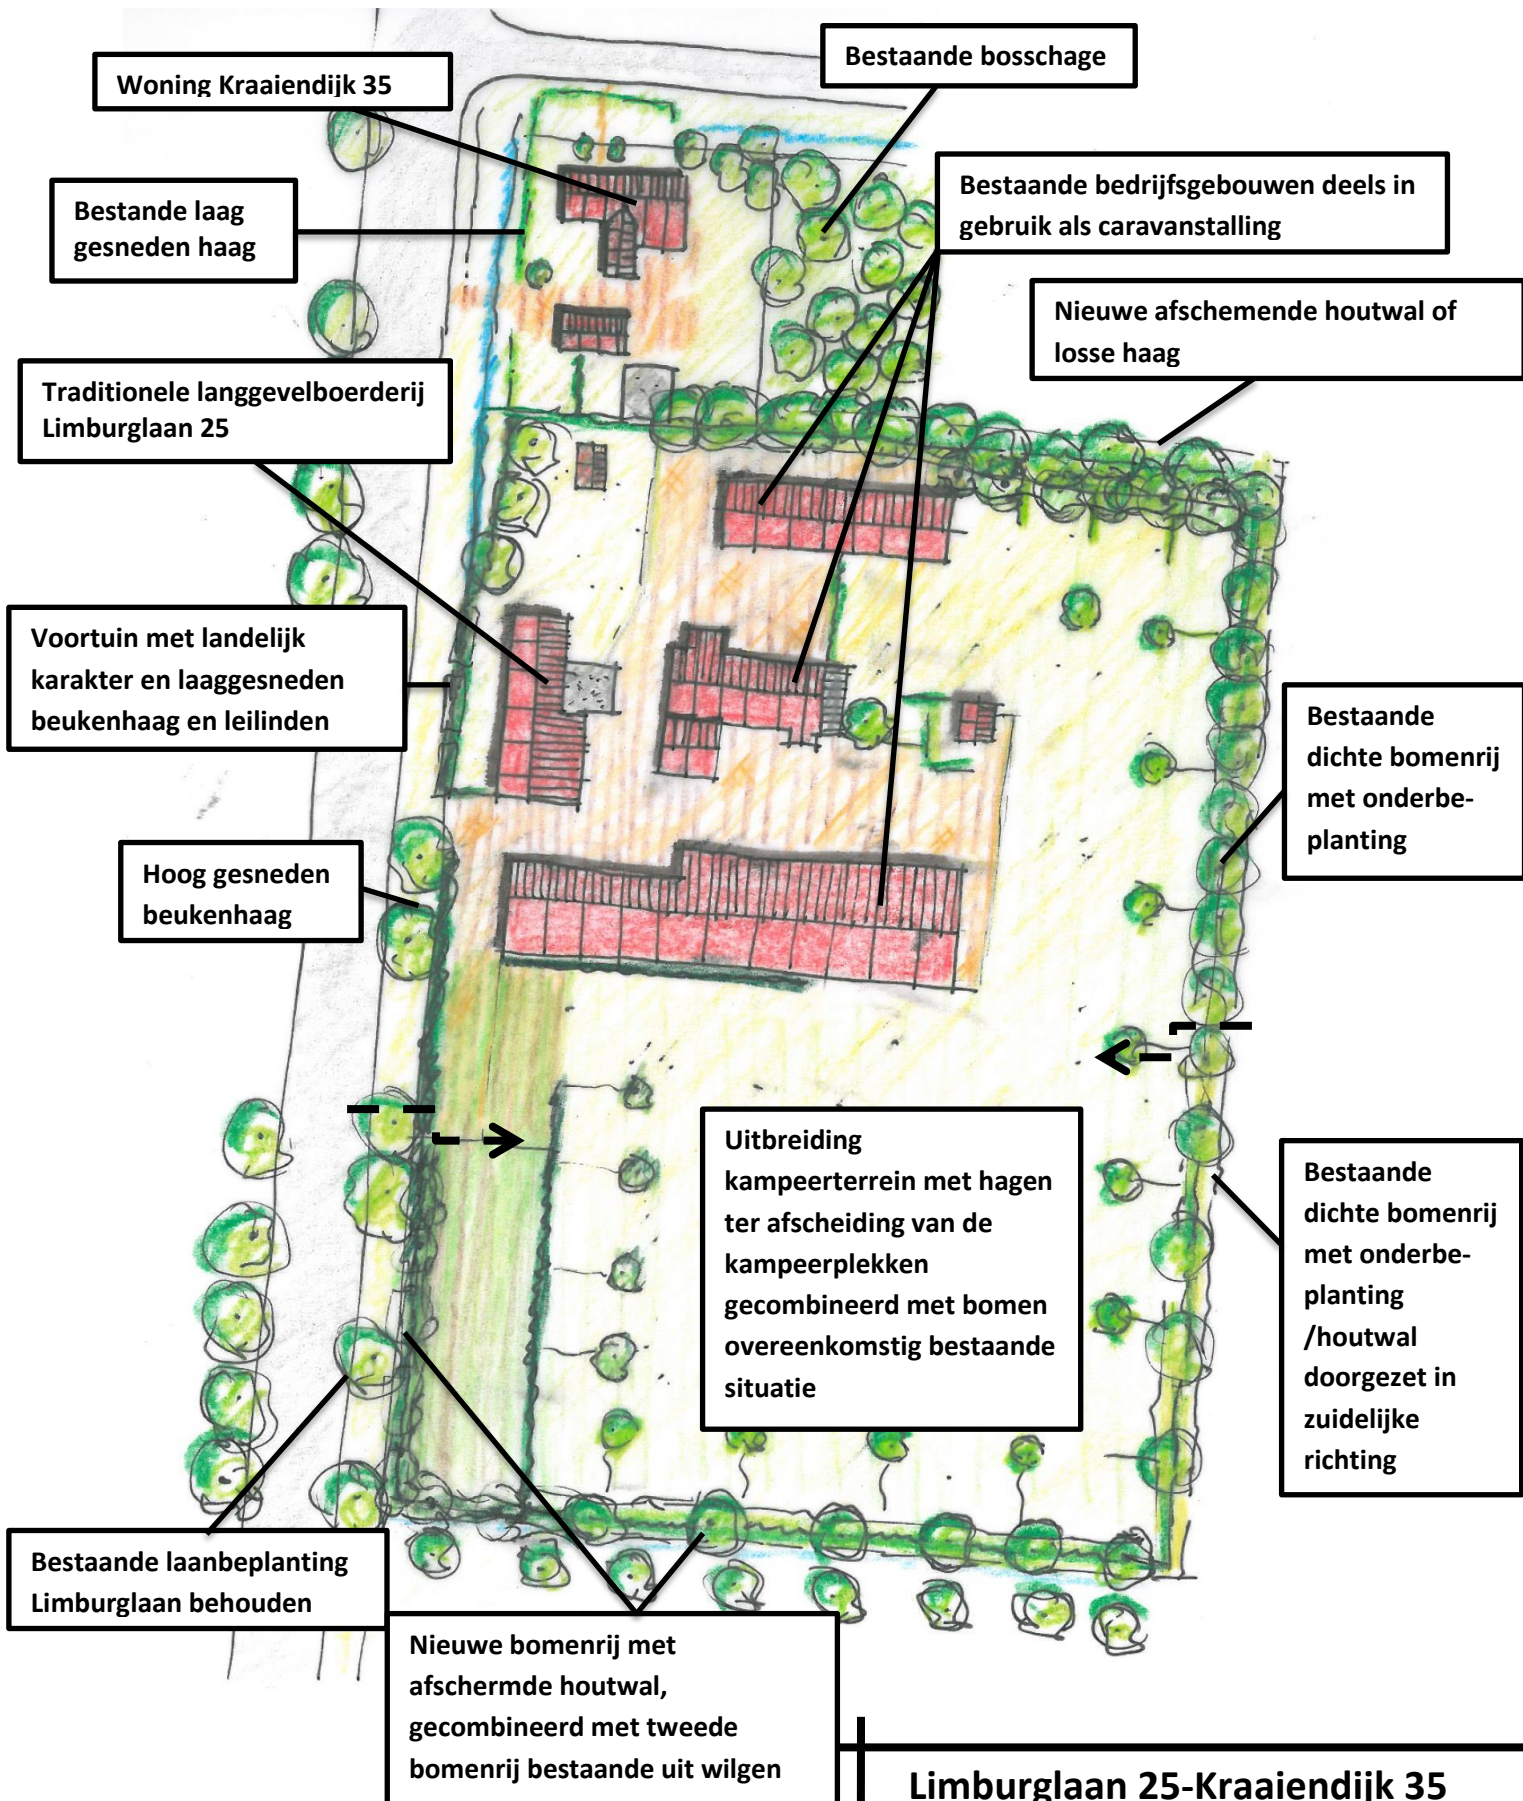 Woning Kraaiendijk 35
Bestaande bosschage
Bestaande bedrijfsgebouwen deels in
gebruik als caravanstalling
Bestande laag
gesneden haag
Nieuwe afschemende houtwal of
losse haag
Traditionele langgevelboerderij
Limburglaan 25
Voortuin met landelijk
karakter en laaggesneden
beukenhaag en leilinden
Bestaande
dichte bomenrij
met onderbe-
planting
Hoog gesneden
beukenhaag
Uitbreiding
kampeerterrein met hagen
ter afscheiding van de
kampeerplekken
gecombineerd met bomen
overeenkomstig bestaande
situatie
Bestaande
dichte bomenrij
met onderbe-
planting
/houtwal
doorgezet in
zuidelijke
richting
Bestaande laanbeplanting
Limburglaan behouden
Nieuwe bomenrij met
afschermde houtwal,
gecombineerd met tweede
bomenrij bestaande uit wilgen
Limburglaan 25-Kraaiendijk 35